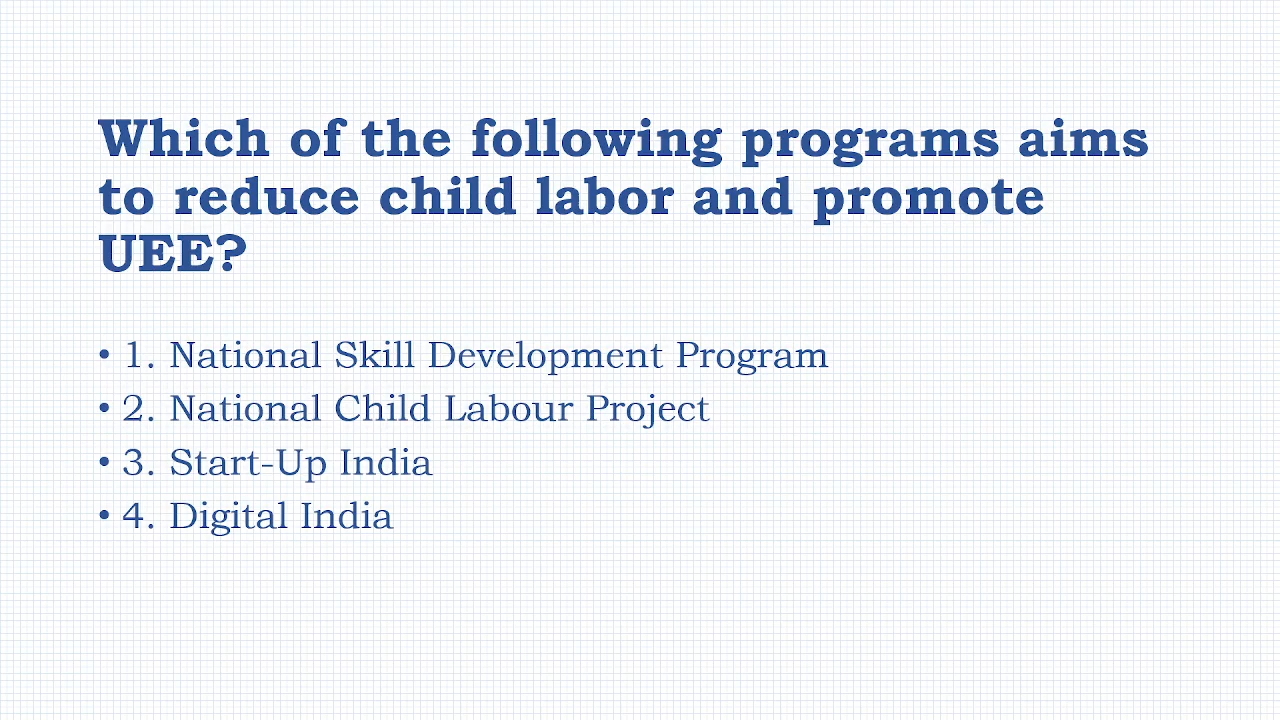 Which of the following programs aims
to reduce child labor and promote
UEE?
• 1. National Skill Development Program
• 2. National Child Labour Project
• 3. Start-Up India
• 4. Digital India